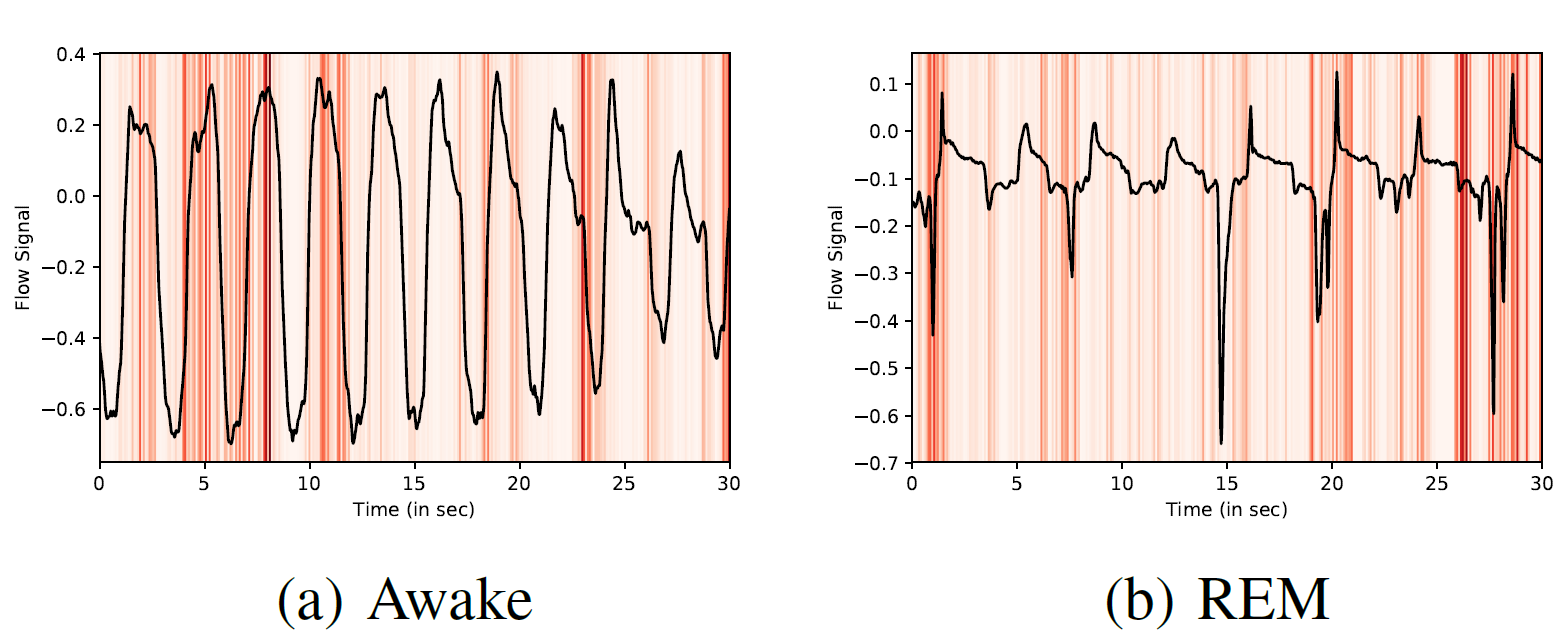 0.4
0.2
0.0
−0.2
−0.4
−0.6
Flow Signal
0 5 10 15 20 25 30
Time (in sec)
(a) Awake
0.1
0.0
−0.1
−0.2
−0.3
−0.4
−0.5
−0.6
−0.7
Flow Signal
0 5 10 15 20 25 30
Time (in sec)
(b) REM